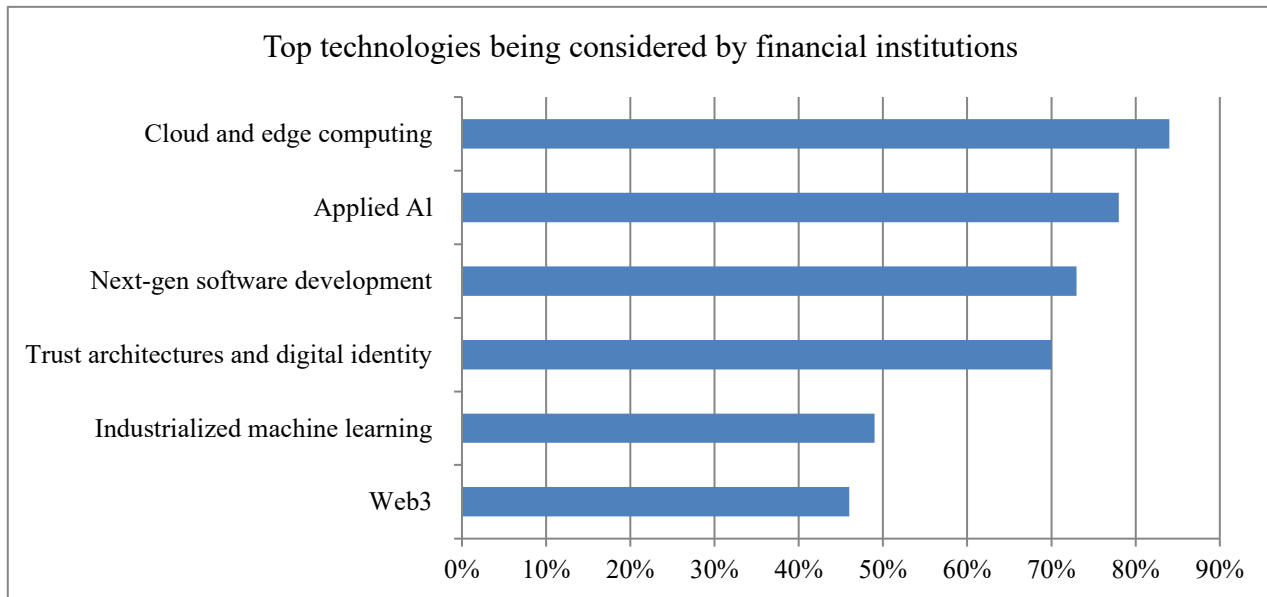 Top technologies being considered by financial institutions
Cloud and edge computing
Applied Al
Next-gen software development
Trust architectures and digital identity
Industrialized machine learning
Web3
0% 10% 20% 30% 40% 50% 60% 70% 80% 90%